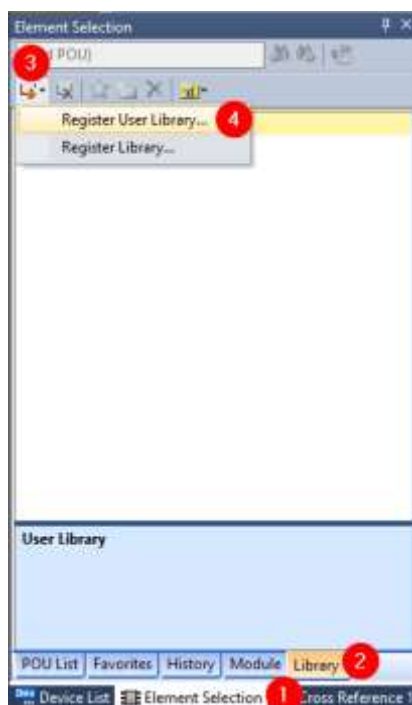 Element Selection
POU)
3
Register User Library...
4
Register Library...
User Library
POU List Favorites History Module Library 2
Device List Element Selection 1 Cross Reference